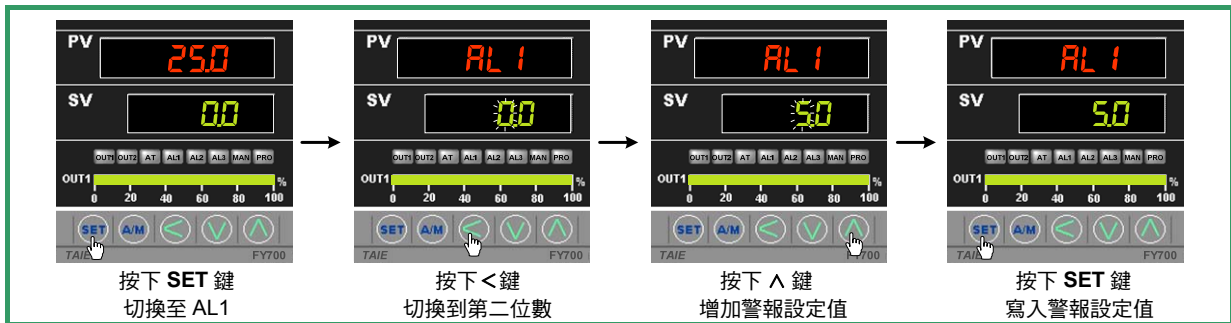 PV
25.0
SV
0.0
OUT1 OUT2 AT AL1 AL2 AL3 MAN PRO
OUT1
%
0 20 40 60 80 100
SET A/M < ∨ ∧
TAIE FY700
按下 SET 鍵
切換至 AL1
PV
AL1
SV
0.0
OUT1 OUT2 AT AL1 AL2 AL3 MAN PRO
OUT1
%
0 20 40 60 80 100
SET A/M < ∨ ∧
TAIE FY700
按下<鍵
切換到第二位數
PV
AL1
SV
5.0
OUT1 OUT2 AT AL1 AL2 AL3 MAN PRO
OUT1
%
0 20 40 60 80 100
SET A/M < ∨ ∧
TAIE FY700
按下 ∧ 鍵
增加警報設定值
PV
AL1
SV
5.0
OUT1 OUT2 AT AL1 AL2 AL3 MAN PRO
OUT1
%
0 20 40 60 80 100
SET A/M < ∨ ∧
TAIE FY700
按下 SET 鍵
寫入警報設定值